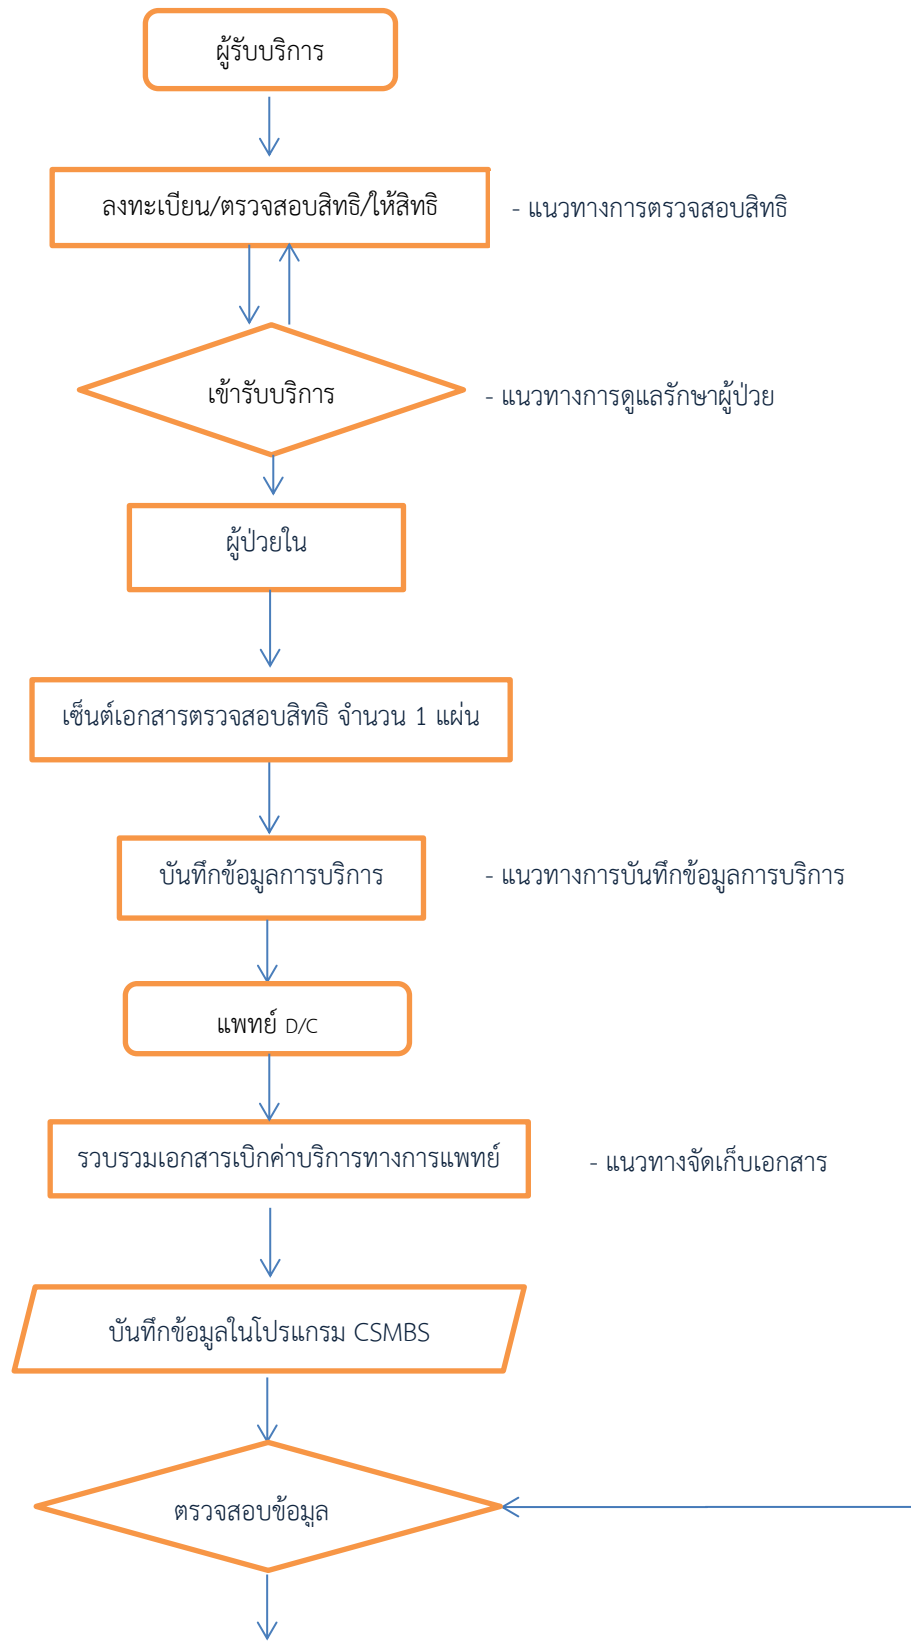 ผู้รับบริการ
ลงทะเบียน/ตรวจสอบสิทธิ/ให้สิทธิ
- แนวทางการตรวจสอบสิทธิ
เข้ารับบริการ
- แนวทางการดูแลรักษาผู้ป่วย
ผู้ป่วยใน
เซ็นต์เอกสารตรวจสอบสิทธิ จำนวน 1 แผ่น
บันทึกข้อมูลการบริการ
- แนวทางการบันทึกข้อมูลการบริการ
แพทย์ D/C
รวบรวมเอกสารเบิกค่าบริการทางการแพทย์
- แนวทางจัดเก็บเอกสาร
บันทึกข้อมูลในโปรแกรม CSMBS
ตรวจสอบข้อมูล